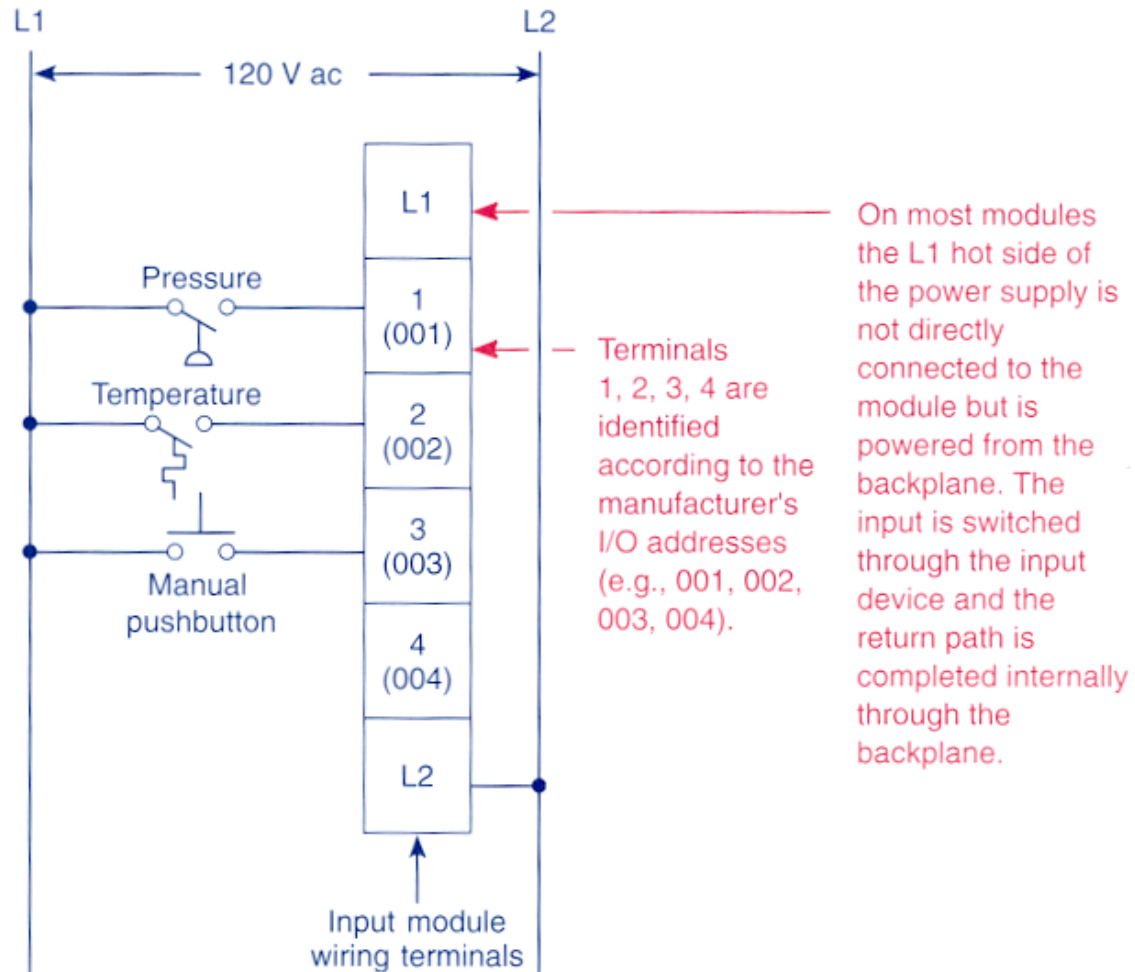 L1
L2
120 V ac
L1
Pressure
1
(001)
Temperature
2
(002)
3
(003)
Manual
pushbutton
4
(004)
L2
Input module
wiring terminals
Terminals
1, 2, 3, 4 are
identified
according to the
manufacturer's
I/O addresses
(e.g., 001, 002,
003, 004).
On most modules
the L1 hot side of
the power supply is
not directly
connected to the
module but is
powered from the
backplane. The
input is switched
through the input
device and the
return path is
completed internally
through the
backplane.